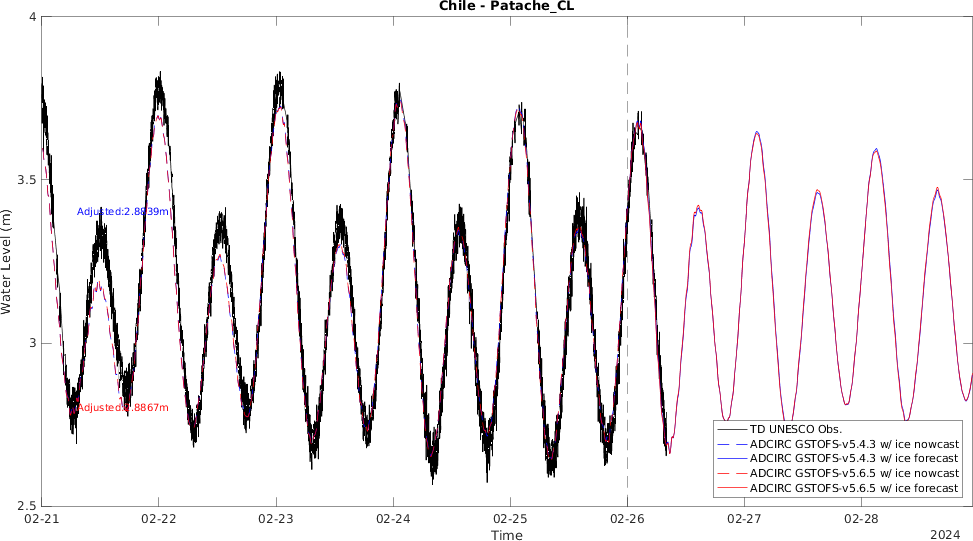 Chile - Patache_CL
4
3.5
3
2.5
Water Level (m)
Adjusted:2.8839m
Adjusted:2.8867m
TD UNESCO Obs.
ADCIRC GSTOFS-v5.4.3 w/ ice nowcast
ADCIRC GSTOFS-v5.4.3 w/ ice forecast
ADCIRC GSTOFS-v5.6.5 w/ ice nowcast
ADCIRC GSTOFS-v5.6.5 w/ ice forecast
02-21 02-22 02-23 02-24 02-25 02-26 02-27 02-28
Time
2024